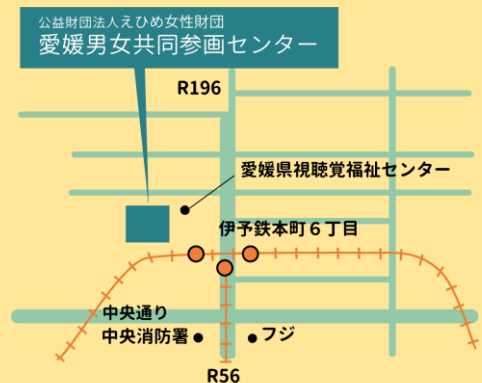 公益財団法人えひめ女性財団
愛媛男女共同参画センター
R196
愛媛県視聴覚福祉センター
伊予鉄本町6丁目
中央通り
中央消防署
フジ
R56